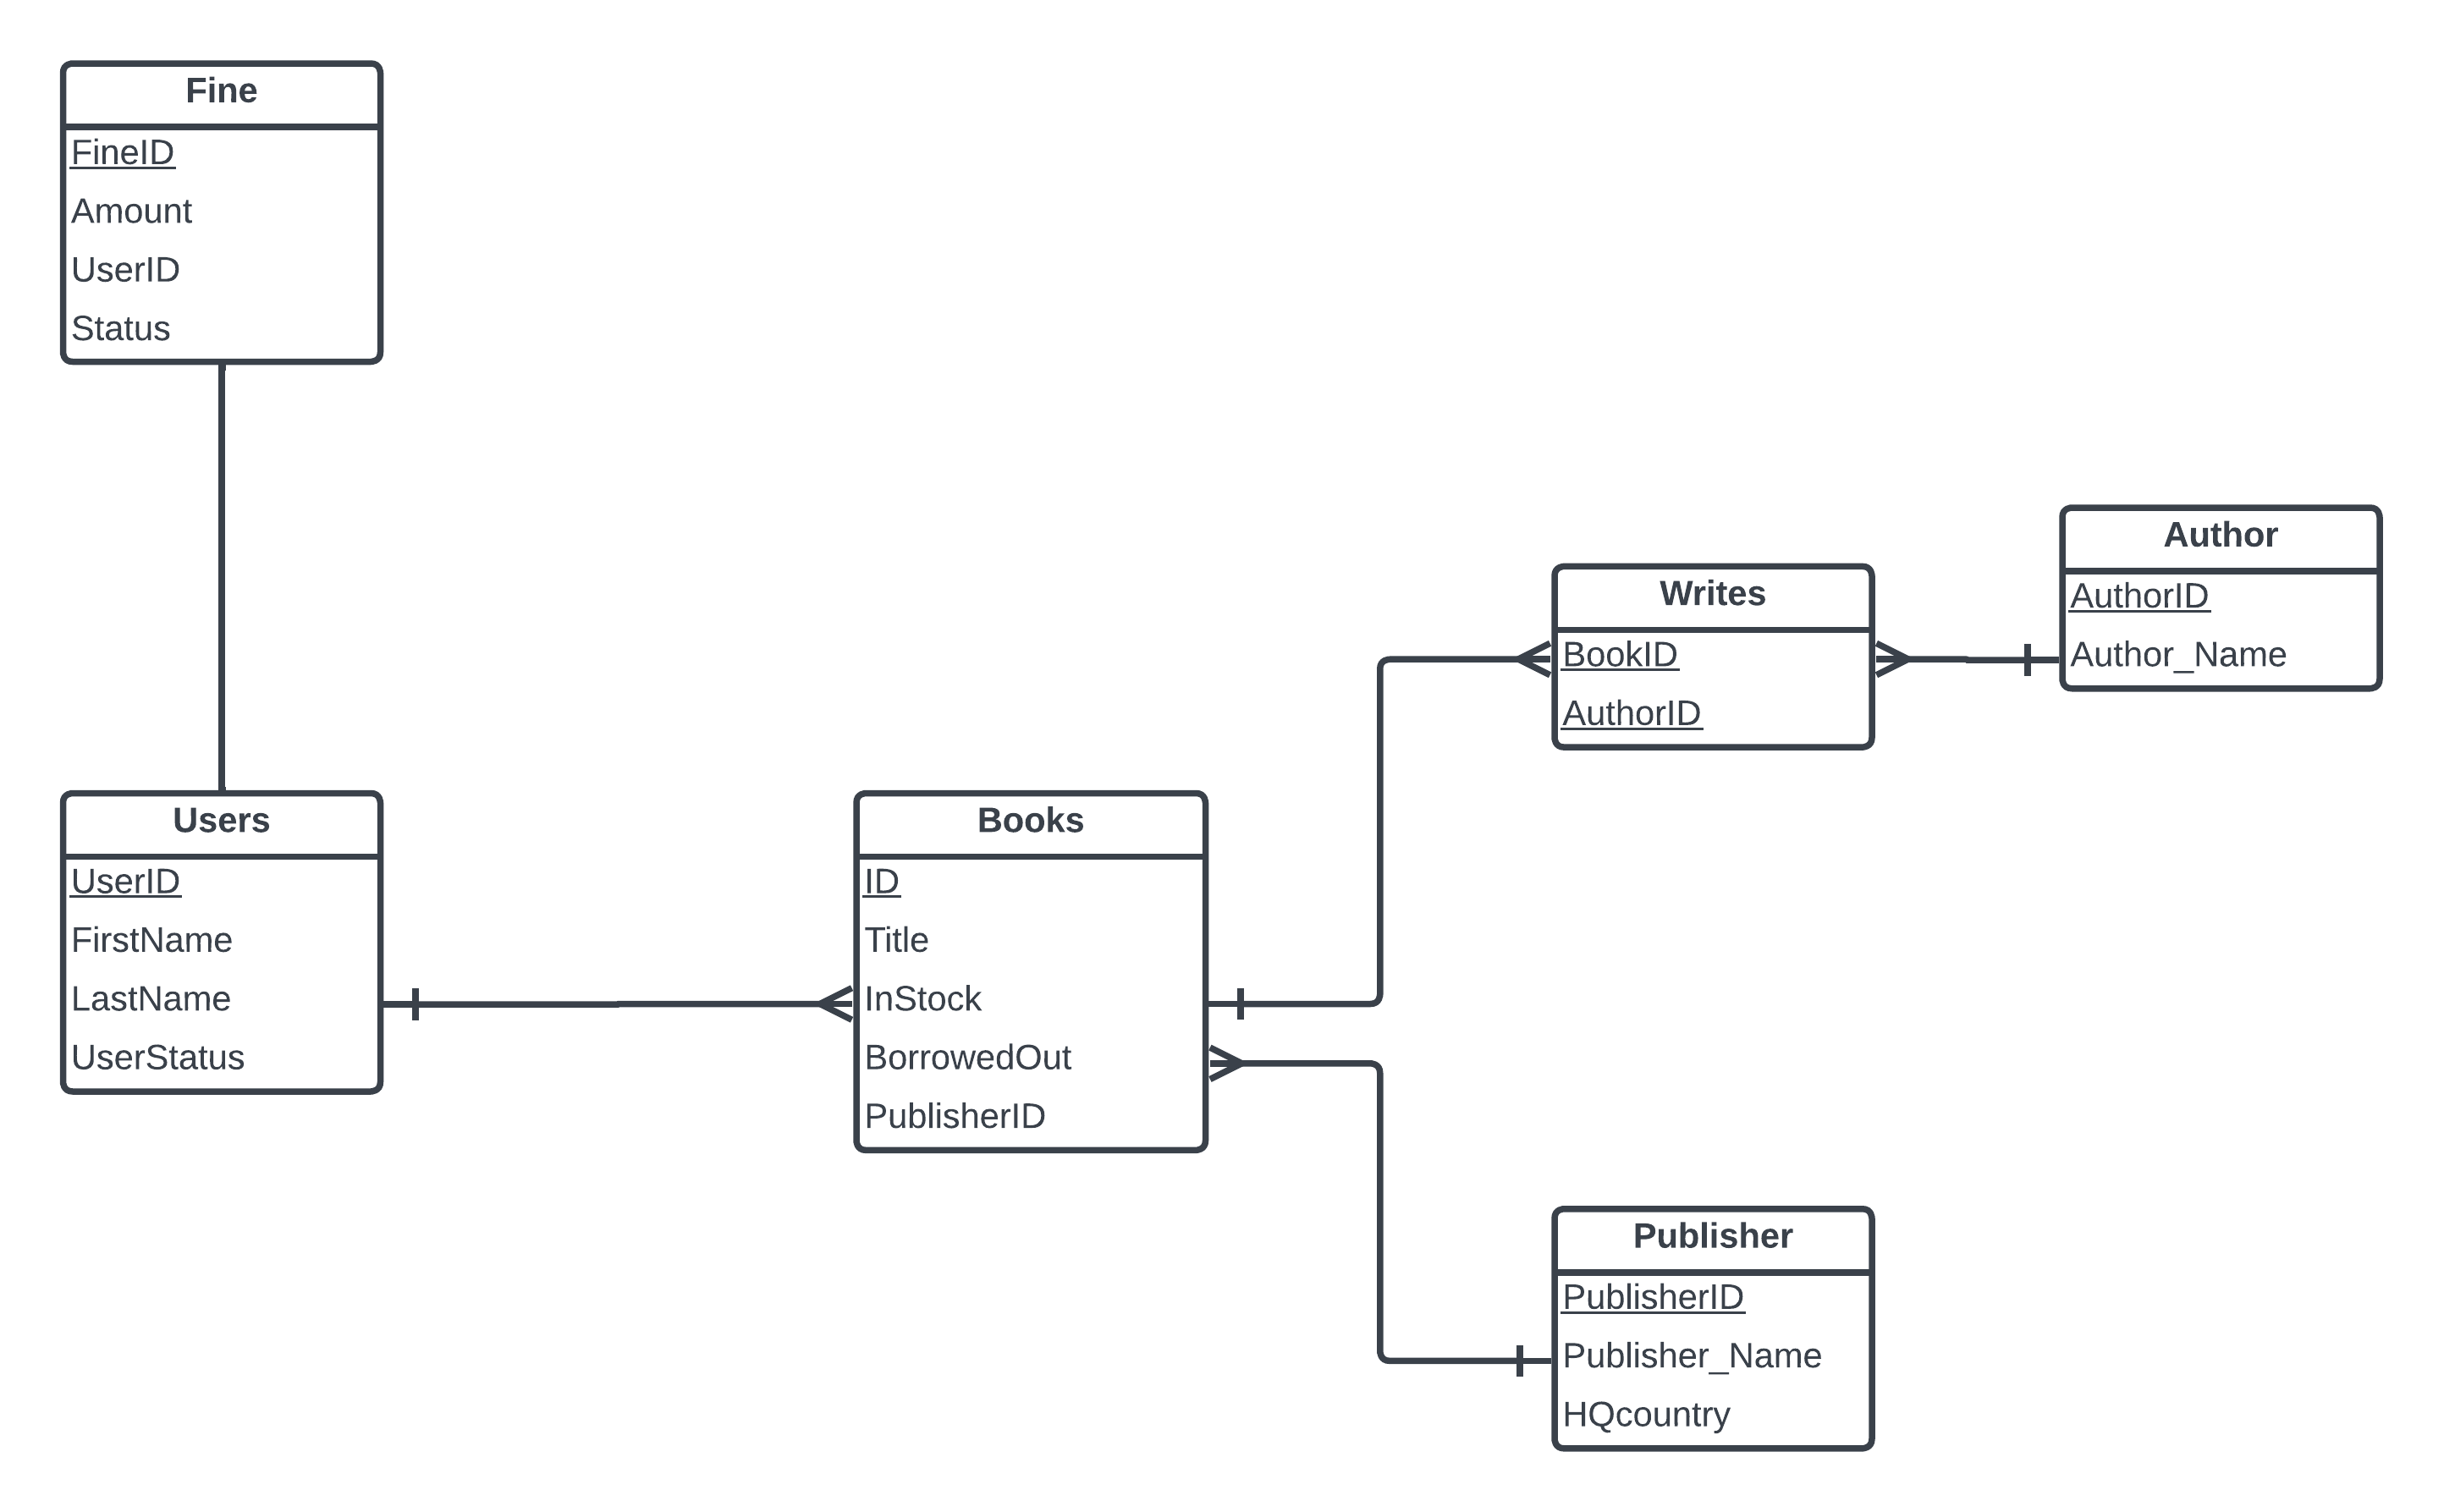 Fine
FineID
Amount
UserID
Status
Users
UserID
FirstName
LastName
UserStatus
Books
ID
Title
InStock
BorrowedOut
PublisherID
Writes
BookID
AuthorID
Author
AuthorID
Author_Name
Publisher
PublisherID
Publisher_Name
HQcountry